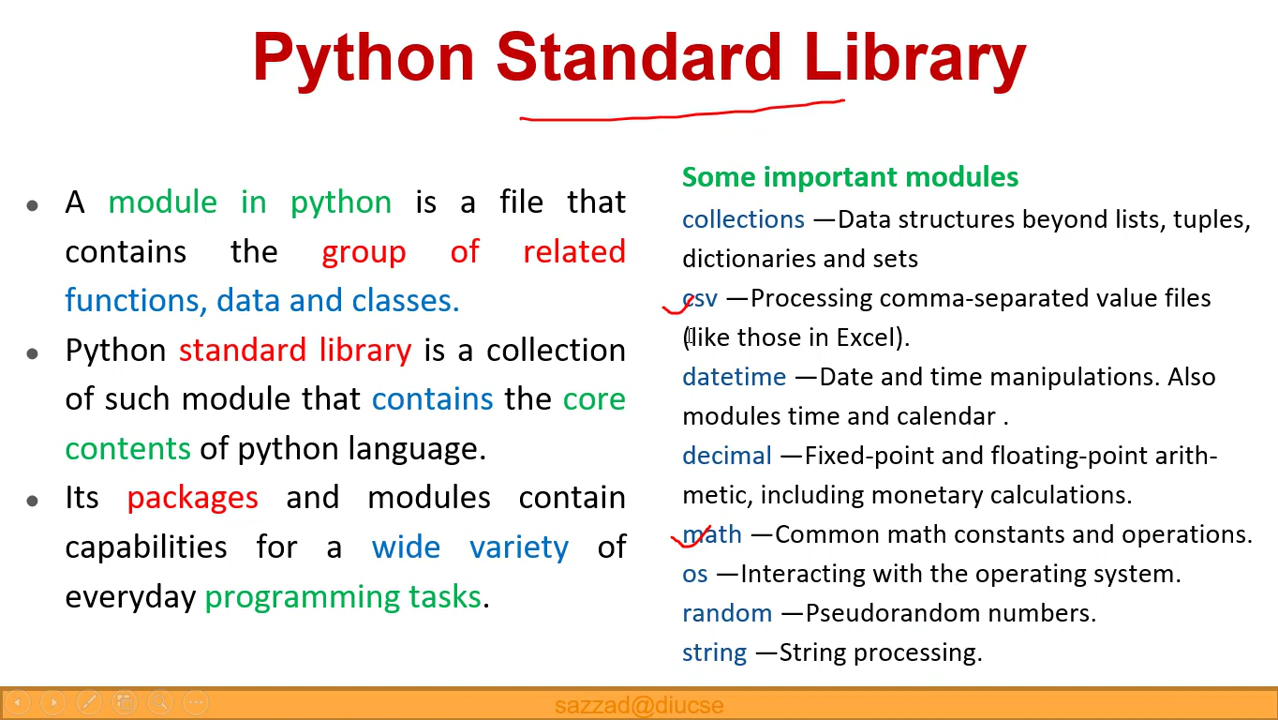 Python Standard Library
A module in python is a file that
contains the group of related
functions, data and classes.
Python standard library is a collection
of such module that contains the core
contents of python language.
Its packages and modules contain
capabilities for a wide variety of
everyday programming tasks.
Some important modules
collections —Data structures beyond lists, tuples,
dictionaries and sets
csv —Processing comma-separated value files
(like those in Excel).
datetime —Date and time manipulations. Also
modules time and calendar .
decimal —Fixed-point and floating-point arith-
metic, including monetary calculations.
math —Common math constants and operations.
os —Interacting with the operating system.
random —Pseudorandom numbers.
string —String processing.
sazzad@diucse